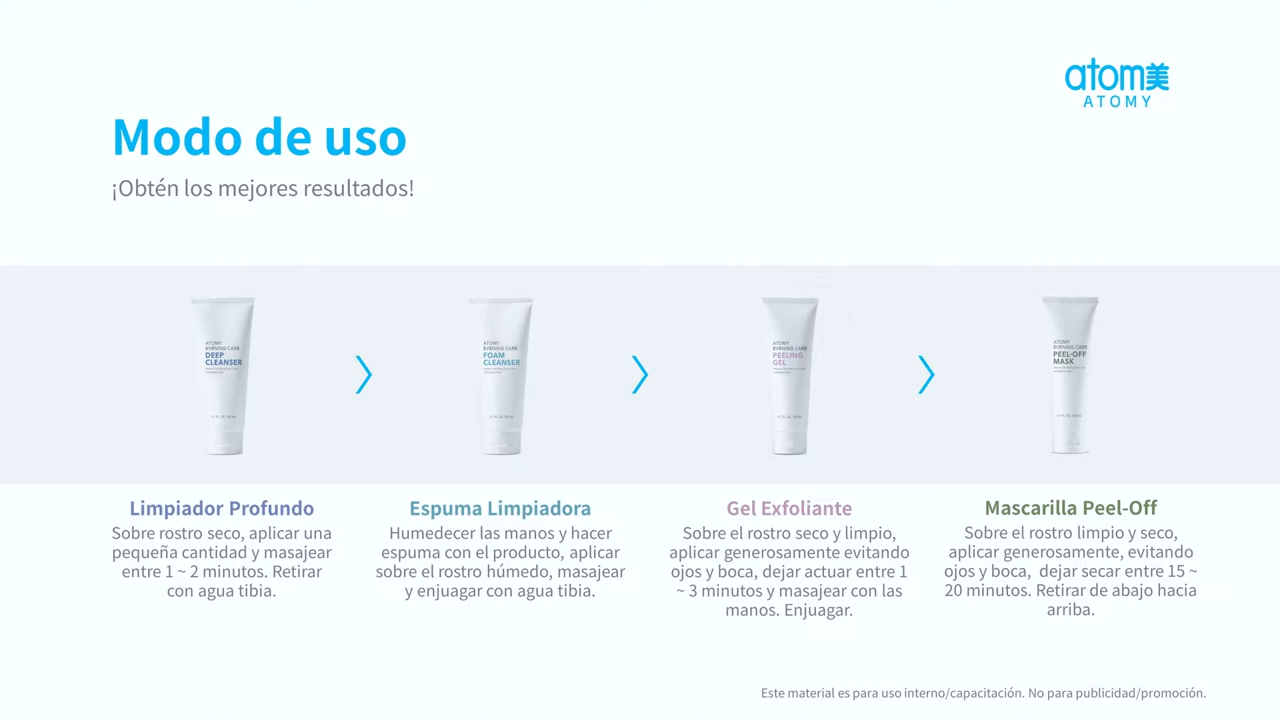 atom美
ATOMY
Modo de uso
¡Obtén los mejores resultados!
ATOMY
EVENING CARE
DEEP
CLEANSER
ATOMY
EVENING CARE
FOAM
CLEANSER
ATOMY
EVENING CARE
PEELING
GEL
ATOMY
EVENING CARE
PEEL-OFF
MASK
Limpiador Profundo
Sobre rostro seco, aplicar una
pequeña cantidad y masajear
entre 1 ~ 2 minutos. Retirar
con agua tibia.
Espuma Limpiadora
Humedecer las manos y hacer
espuma con el producto, aplicar
sobre el rostro húmedo, masajear
y enjuagar con agua tibia.
Gel Exfoliante
Sobre el rostro seco y limpio,
aplicar generosamente evitando
ojos y boca, dejar actuar entre 1
~ 3 minutos y masajear con las
manos. Enjuagar.
Mascarilla Peel-Off
Sobre el rostro limpio y seco,
aplicar generosamente, evitando
ojos y boca, dejar secar entre 15 ~
20 minutos. Retirar de abajo hacia
arriba.
Este material es para uso interno/capacitación. No para publicidad/promoción.